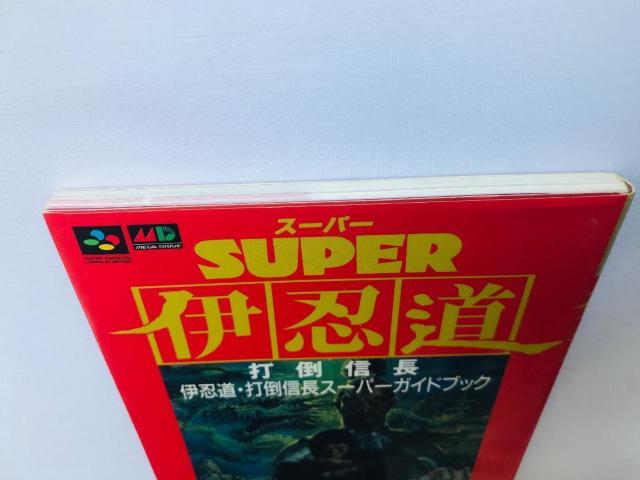 スーパー
SUPER
伊忍道
打倒信長
伊忍道・打倒信長スーパーガイドブック
MD
MEGA DRIVE